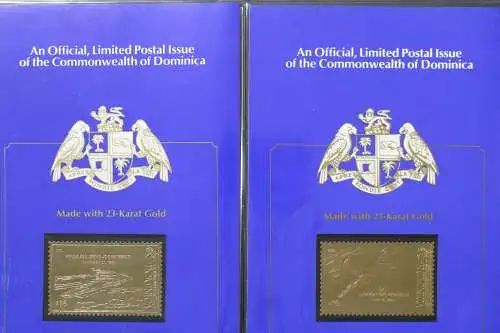 An Official, Limited Postal Issue
of the Commonwealth of Dominica
Made with 23-Karat Gold
An Official, Limited Postal Issue
of the Commonwealth of Dominica
Made with 23-Karat Gold